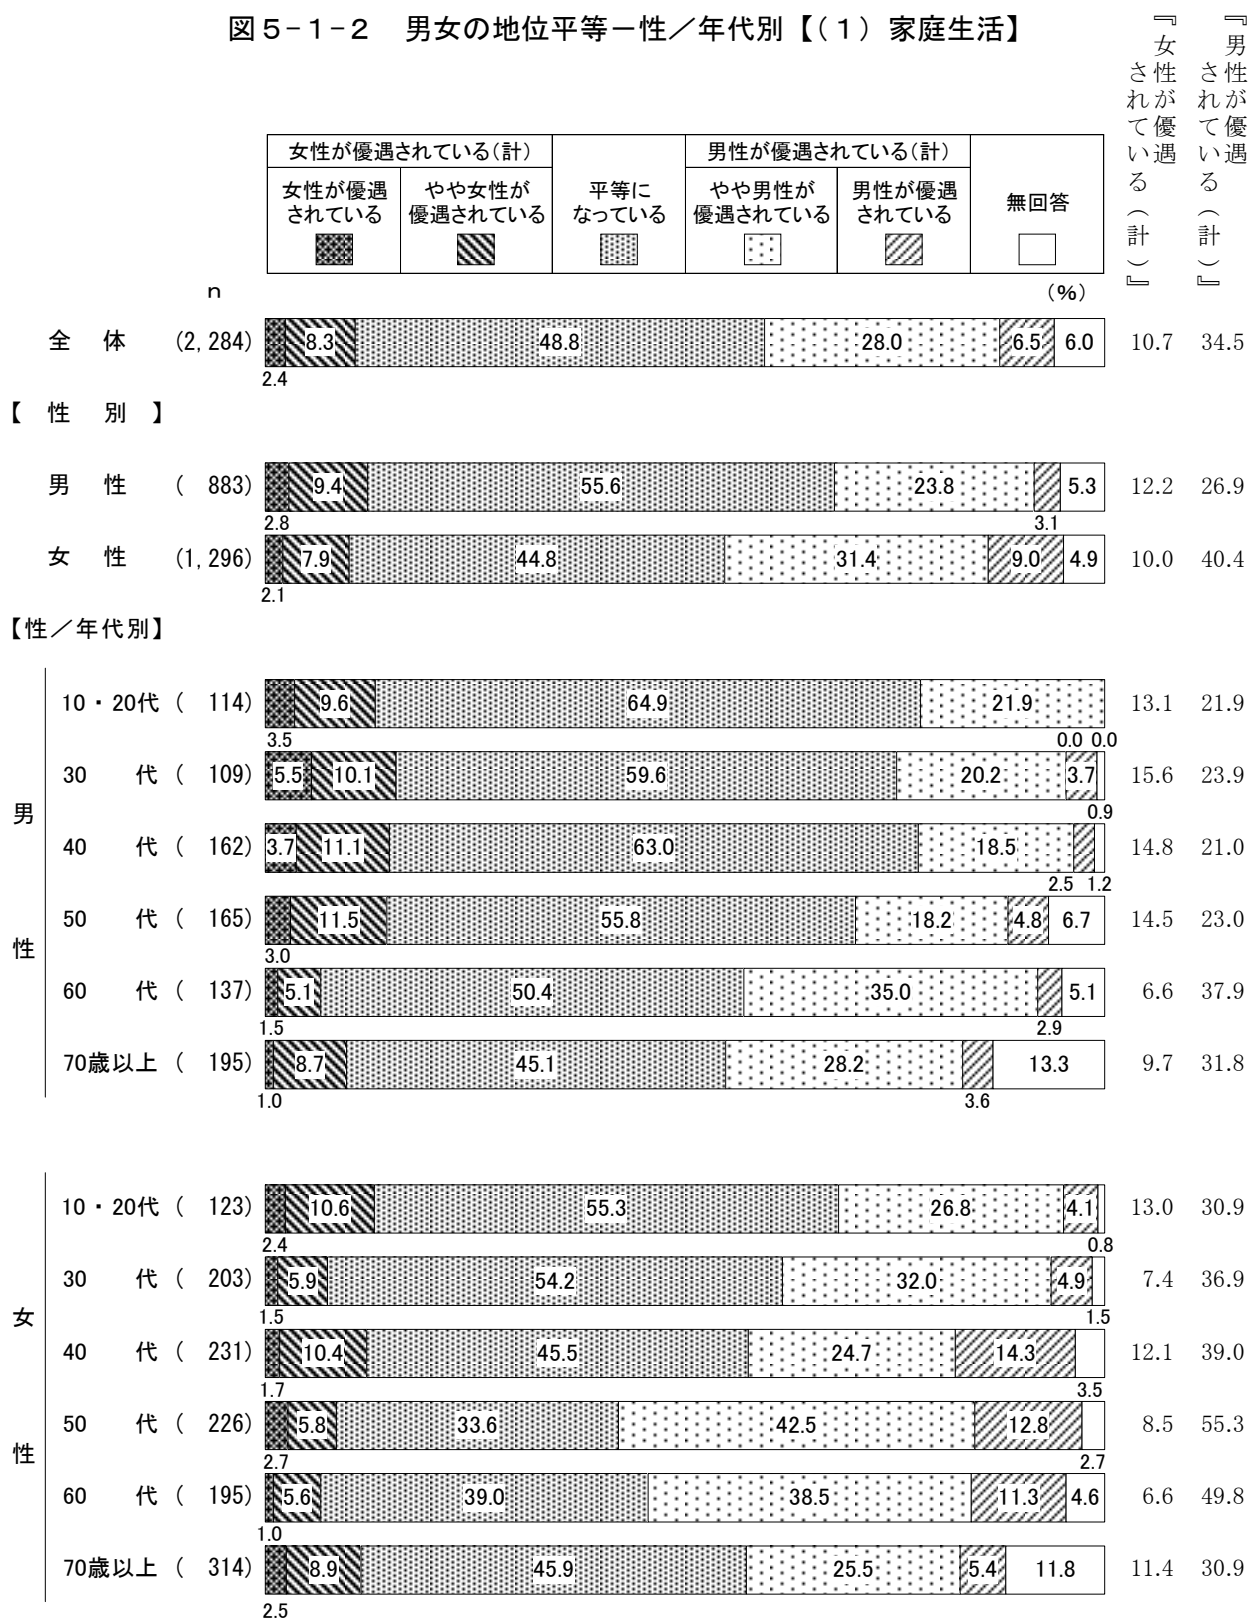 図5-1-2 男女の地位平等－性／年代別【(1) 家庭生活】
『女性が優遇されている(計)』
『男性が優遇されている(計)』
女性が優遇されている(計) 男性が優遇されている(計)
女性が優遇されている やや女性が優遇されている 平等になっている やや男性が優遇されている 男性が優遇されている 無回答
n (%)
全体 (2,284) 8.3 48.8 28.0 6.5 6.0 10.7 34.5
2.4
【性別】
男性 (883) 9.4 55.6 23.8 5.3 12.2 26.9
2.8 3.1
女性 (1,296) 7.9 44.8 31.4 9.0 4.9 10.0 40.4
2.1
【性／年代別】
男性
10・20代 (114) 9.6 64.9 21.9 13.1 21.9
3.5 0.0 0.0
30代 (109) 5.5 10.1 59.6 20.2 3.7 15.6 23.9
0.9
40代 (162) 3.7 11.1 63.0 18.5 14.8 21.0
2.5 1.2
50代 (165) 11.5 55.8 18.2 4.8 6.7 14.5 23.0
3.0
60代 (137) 5.1 50.4 35.0 5.1 6.6 37.9
1.5 2.9
70歳以上 (195) 8.7 45.1 28.2 13.3 9.7 31.8
1.0 3.6
女性
10・20代 (123) 10.6 55.3 26.8 4.1 13.0 30.9
2.4 0.8
30代 (203) 5.9 54.2 32.0 4.9 7.4 36.9
1.5 1.5
40代 (231) 10.4 45.5 24.7 14.3 12.1 39.0
1.7 3.5
50代 (226) 5.8 33.6 42.5 12.8 8.5 55.3
2.7 2.7
60代 (195) 5.6 39.0 38.5 11.3 4.6 6.6 49.8
1.0
70歳以上 (314) 8.9 45.9 25.5 5.4 11.8 11.4 30.9
2.5